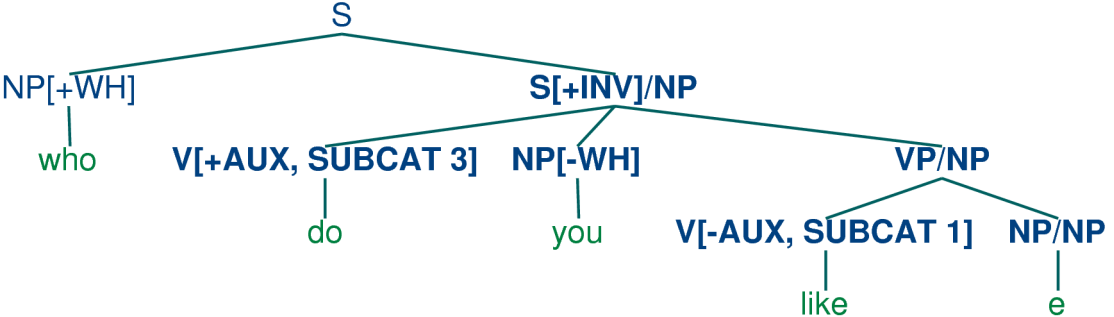 S
NP[+WH] S[+INV]/NP
who V[+AUX, SUBCAT 3] NP[-WH] VP/NP
do you V[-AUX, SUBCAT 1] NP/NP
like e